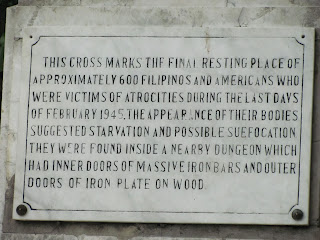 THIS CROSS MARKS THE FINAL RESTING PLACE OF
APPROXIMATELY 600 FILIPINOS AND AMERICANS WHO
WERE VICTIMS OF ATROCITIES DURING THE LAST DAYS
OF FEBRUARY 1945, THE APPEARANCE OF THEIR BODIES
SUGGESTED STARVATION AND POSSIBLE SUFFOCATION
THEY WERE FOUND INSIDE A NEARBY DUNGEON WHICH
HAD INNER DOORS OF MASSIVE IRON BARS AND OUTER
DOORS OF IRON PLATE ON WOOD.